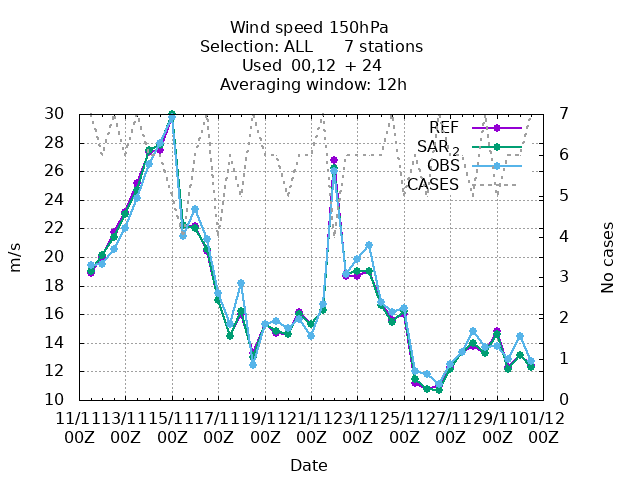 Wind speed 150hPa
Selection: ALL 7 stations
Used 00,12 + 24
Averaging window: 12h
30 7
REF
28
SAR 2
26 6
OBS
24 5
CASES
22
20 4
m/s
No cases
18 3
16 2
14
12 1
10 0
11/11 13/11 15/11 17/11 19/11 21/11 23/11 25/11 27/11 29/11 01/12
00Z 00Z 00Z 00Z 00Z 00Z 00Z 00Z 00Z 00Z 00Z
Date